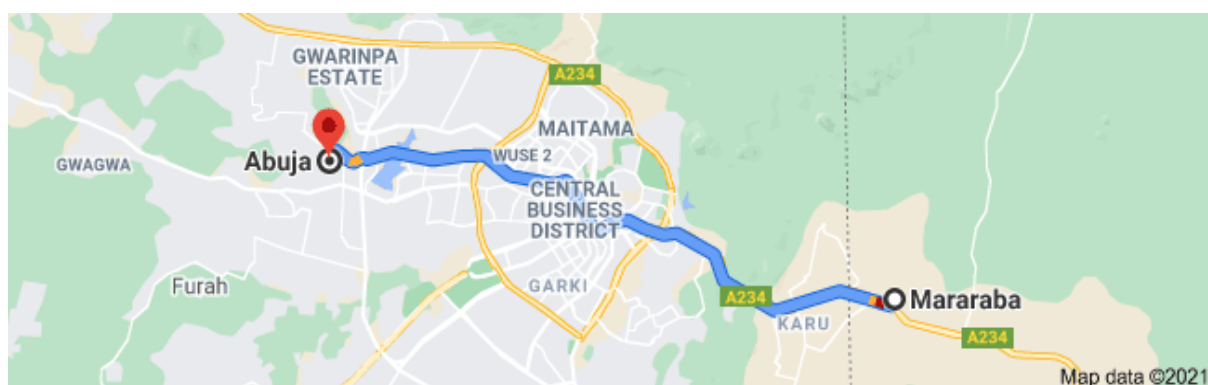 GWARINPA
ESTATE
A234
MAITAMA
Abuja
WUSE 2
GWAGWA
CENTRAL
BUSINESS
DISTRICT
Furah
GARKI
A234
Mararaba
KARU
A234
Map data ©2021